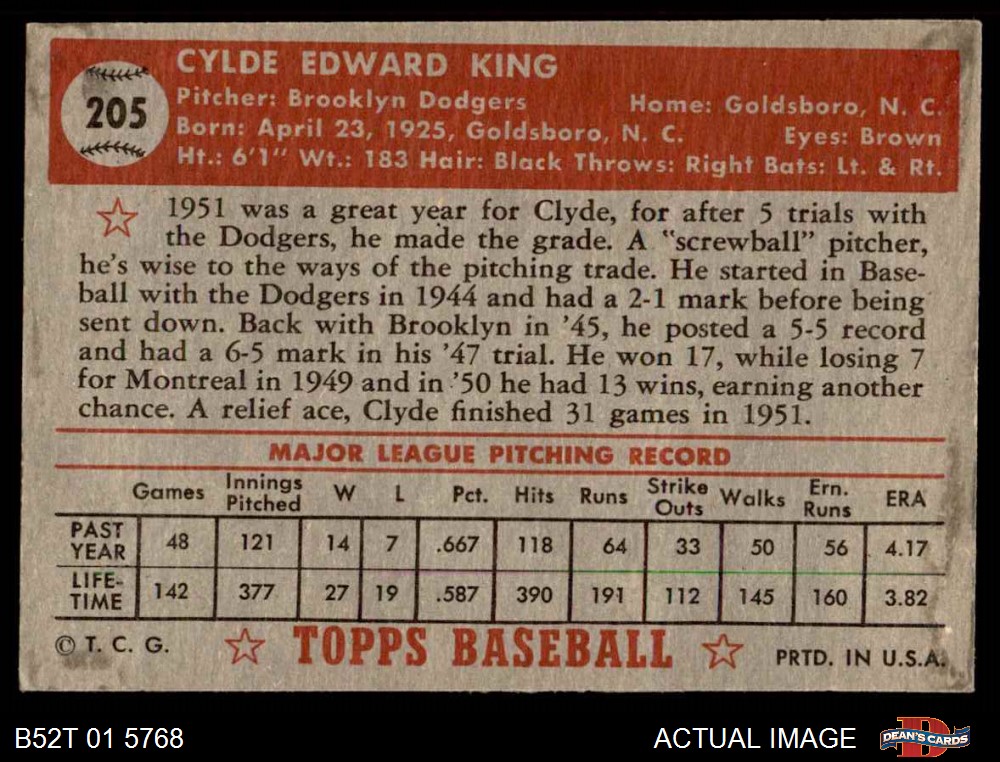 205
CYLDE EDWARD KING
Pitcher: Brooklyn Dodgers Home: Goldsboro, N. C.
Born: April 23, 1925, Goldsboro, N. C. Eyes: Brown
Ht.: 6'1" Wt.: 183 Hair: Black Throws: Right Bats: Lt. & Rt.
1951 was a great year for Clyde, for after 5 trials with
the Dodgers, he made the grade. A "screwball" pitcher,
he's wise to the ways of the pitching trade. He started in Base-
ball with the Dodgers in 1944 and had a 2-1 mark before being
sent down. Back with Brooklyn in '45, he posted a 5-5 record
and had a 6-5 mark in his '47 trial. He won 17, while losing 7
for Montreal in 1949 and in '50 he had 13 wins, earning another
chance. A relief ace, Clyde finished 31 games in 1951.
MAJOR LEAGUE PITCHING RECORD
Games Innings Pitched W L Pct. Hits Runs Strike Outs Walks Ern. Runs ERA
PAST YEAR 48 121 14 7 .667 118 64 33 50 56 4.17
LIFE-TIME 142 377 27 19 .587 390 191 112 145 160 3.82
© T. C. G. TOPPS BASEBALL PRTD. IN U.S.A.
B52T 01 5768 ACTUAL IMAGE D DEAN'S CARDS